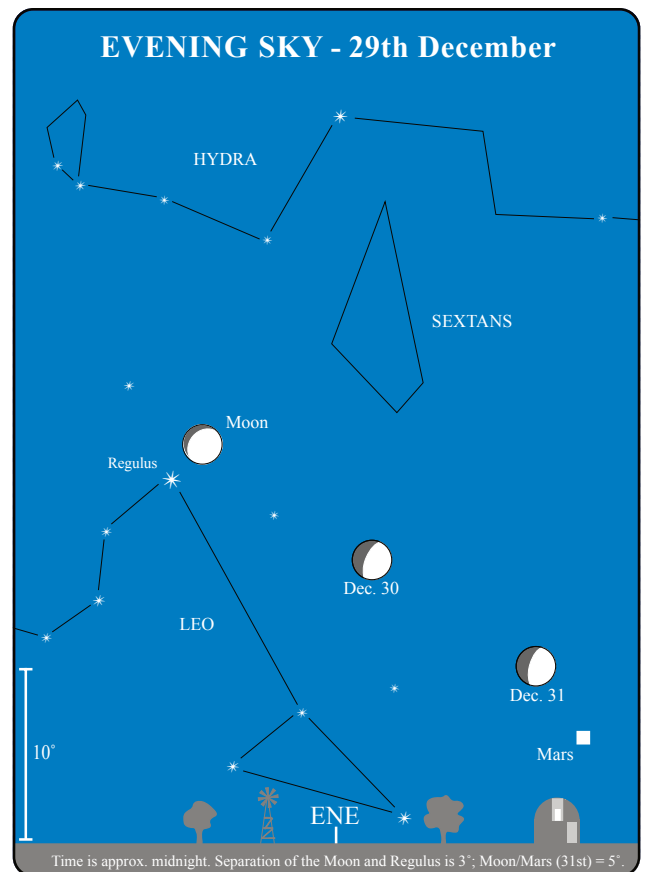 EVENING SKY - 29th December
HYDRA
SEXTANS
Moon
Regulus
Dec. 30
LEO
Dec. 31
Mars
10˚
ENE
Time is approx. midnight. Separation of the Moon and Regulus is 3˚; Moon/Mars (31st) = 5˚.